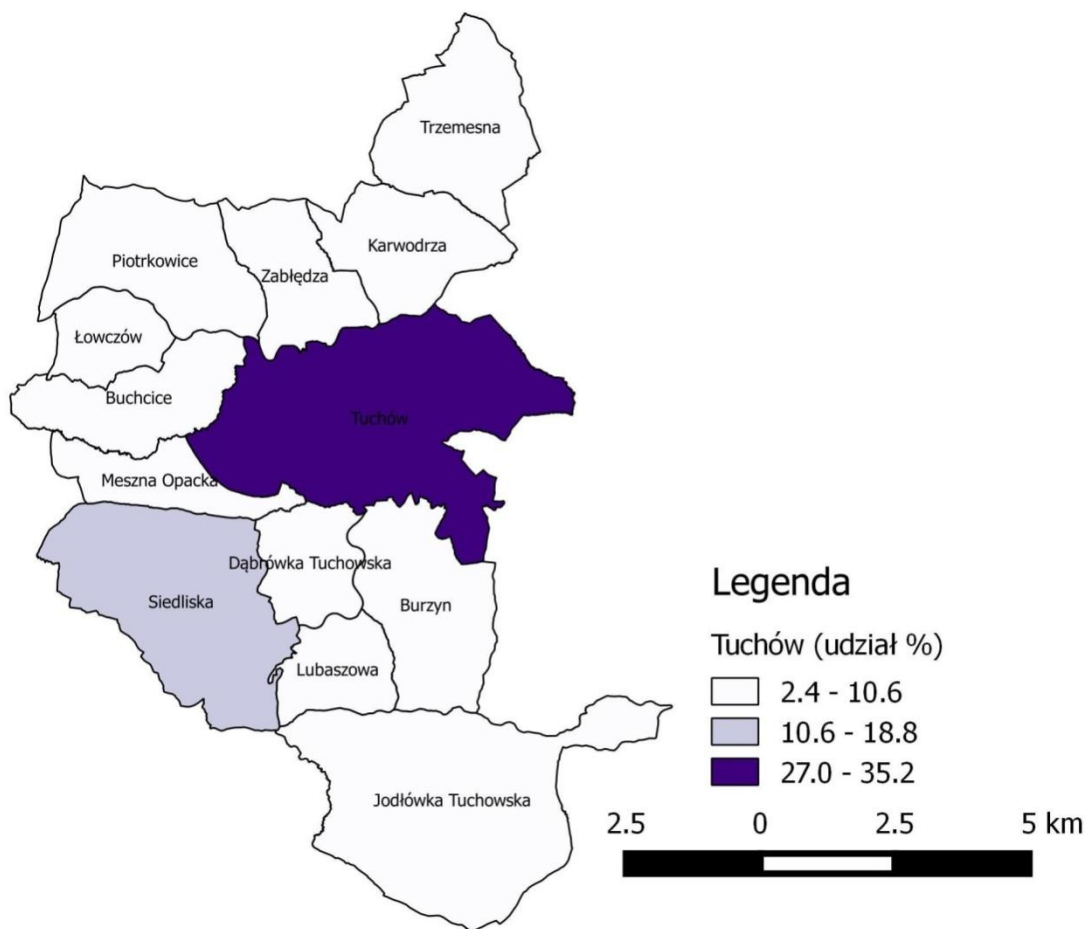 Trzemesna
Karwodrza
Piotrkowice
Zabłędza
Łowczów
Buchcice
Tuchów
Meszna Opacka
Dąbrówka Tuchowska
Siedliska
Burzyn
Lubaszowa
Jodłówka Tuchowska
Legenda
Tuchów (udział %)
2.4 - 10.6
10.6 - 18.8
27.0 - 35.2
2.5 0 2.5 5 km